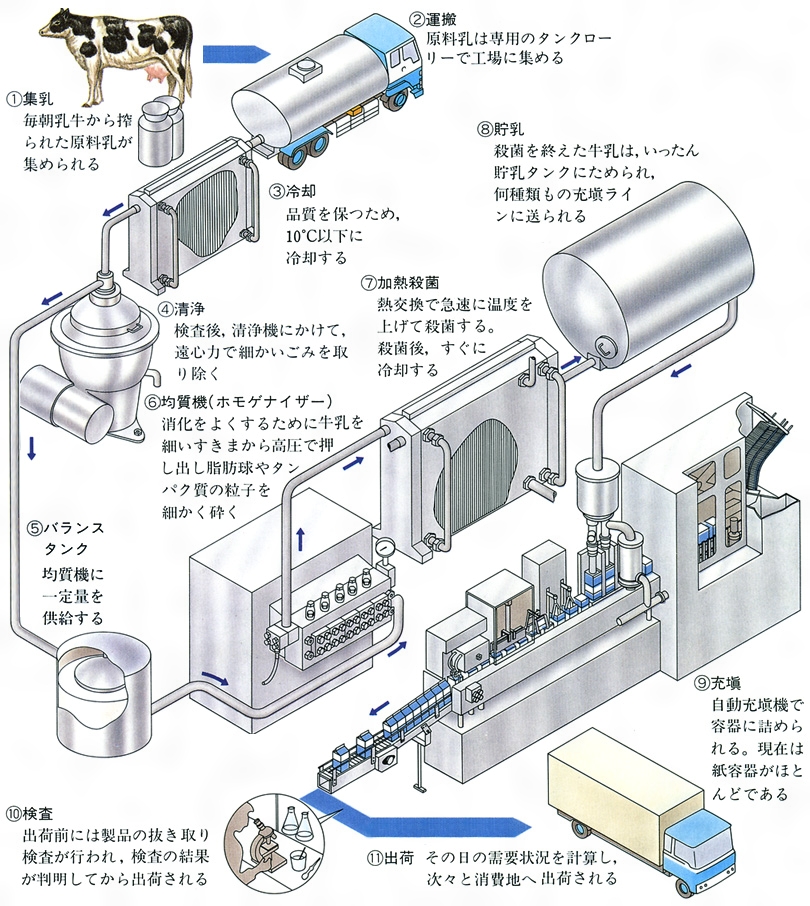 ①集乳
毎朝乳牛から搾
られた原料乳が
集められる
②運搬
原料乳は専用のタンクロー
リーで工場に集める
③冷却
品質を保つため,
10℃以下に
冷却する
④清浄
検査後, 清浄機にかけて,
遠心力で細かいごみを取
り除く
⑤バランス
タンク
均質機に
一定量を
供給する
⑥均質機(ホモゲナイザー)
消化をよくするために牛乳を
細いすきまから高圧で押
し出し脂肪球やタン
パク質の粒子を
細かく砕く
⑦加熱殺菌
熱交換で急速に温度を
上げて殺菌する。
殺菌後, すぐに
冷却する
⑧貯乳
殺菌を終えた牛乳は, いったん
貯乳タンクにためられ,
何種類もの充塡ライ
ンに送られる
⑨充塡
自動充塡機で
容器に詰めら
れる。現在は
紙容器がほと
んどである
⑩検査
出荷前には製品の抜き取り
検査が行われ, 検査の結果
が判明してから出荷される
⑪出荷 その日の需要状況を計算し,
次々と消費地へ出荷される